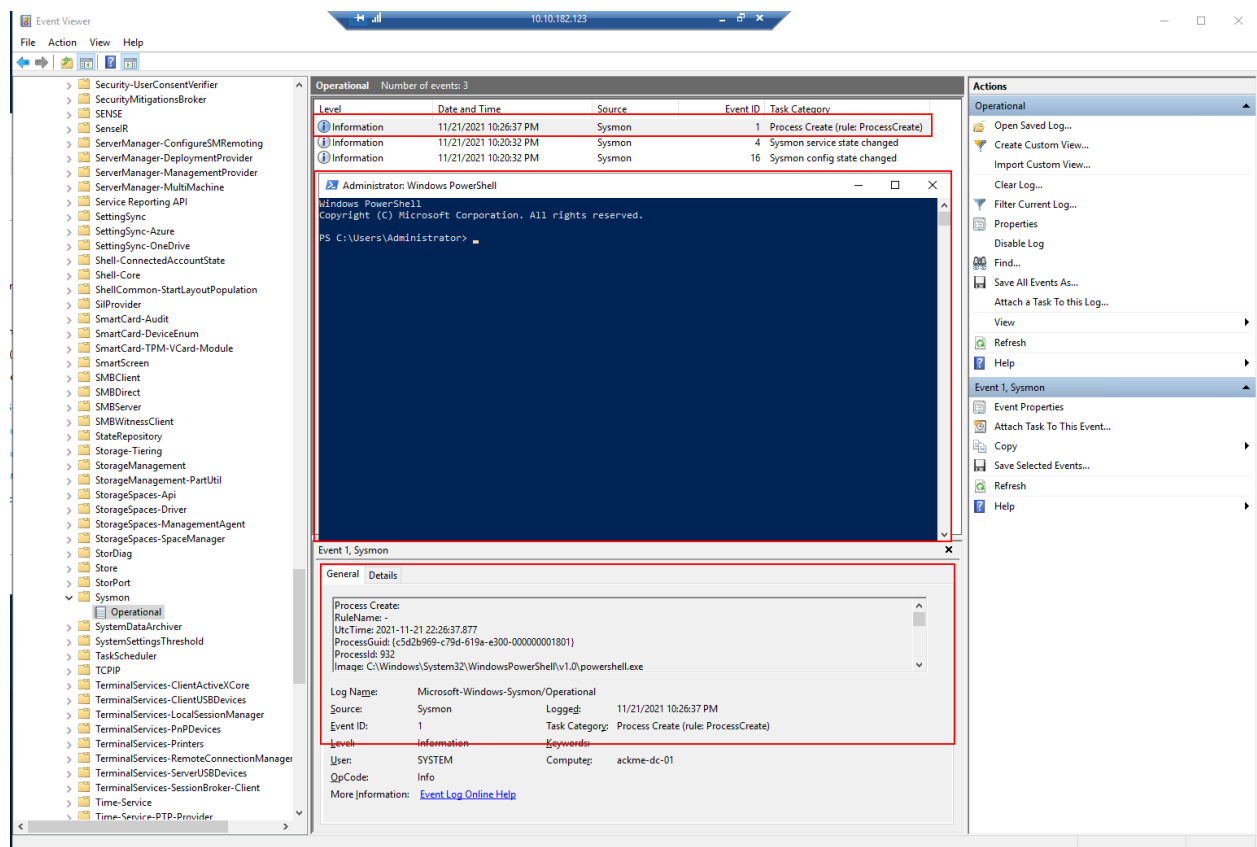 Event Viewer
10.10.182.123
File Action View Help
Security-UserConsentVerifier
SecurityMitigationsBroker
SENSE
SenseIR
ServerManager-ConfigureSMRemoting
ServerManager-DeploymentProvider
ServerManager-ManagementProvider
ServerManager-MultiMachine
Service Reporting API
SettingSync
SettingSync-Azure
SettingSync-OneDrive
Shell-ConnectedAccountState
Shell-Core
ShellCommon-StartLayoutPopulation
SilProvider
SmartCard-Audit
SmartCard-DeviceEnum
SmartCard-TPM-VCard-Module
SmartScreen
SMBClient
SMBDirect
SMBServer
SMBWitnessClient
StateRepository
Storage-Tiering
StorageManagement
StorageManagement-PartUtil
StorageSpaces-Api
StorageSpaces-Driver
StorageSpaces-ManagementAgent
StorageSpaces-SpaceManager
StorDiag
Store
StorPort
Sysmon
Operational
SystemDataArchiver
SystemSettingsThreshold
TaskScheduler
TCPIP
TerminalServices-ClientActiveXCore
TerminalServices-ClientUSBDevices
TerminalServices-LocalSessionManager
TerminalServices-PnPDevices
TerminalServices-Printers
TerminalServices-RemoteConnectionManager
TerminalServices-ServerUSBDevices
TerminalServices-SessionBroker-Client
Time-Service
Time-Service-PTP-Provider
Operational Number of events: 3
Level Date and Time Source Event ID Task Category
Information 11/21/2021 10:26:37 PM Sysmon 1 Process Create (rule: ProcessCreate)
Information 11/21/2021 10:20:32 PM Sysmon 4 Sysmon service state changed
Information 11/21/2021 10:20:32 PM Sysmon 16 Sysmon config state changed
Administrator: Windows PowerShell
Windows PowerShell
Copyright (C) Microsoft Corporation. All rights reserved.
PS C:\Users\Administrator> _
Event 1, Sysmon
General Details
Process Create:
RuleName: -
UtcTime: 2021-11-21 22:26:37.877
ProcessGuid: {c5d2b969-c79d-619a-e300-000000001801}
ProcessId: 932
Image: C:\Windows\System32\WindowsPowerShell\v1.0\powershell.exe
Log Name: Microsoft-Windows-Sysmon/Operational
Source: Sysmon Logged: 11/21/2021 10:26:37 PM
Event ID: 1 Task Category: Process Create (rule: ProcessCreate)
Level: Information Keywords:
User: SYSTEM Computer: ackme-dc-01
OpCode: Info
More Information: Event Log Online Help
Actions
Operational
Open Saved Log...
Create Custom View...
Import Custom View...
Clear Log...
Filter Current Log...
Properties
Disable Log
Find...
Save All Events As...
Attach a Task To this Log...
View
Refresh
Help
Event 1, Sysmon
Event Properties
Attach Task To This Event...
Copy
Save Selected Events...
Refresh
Help